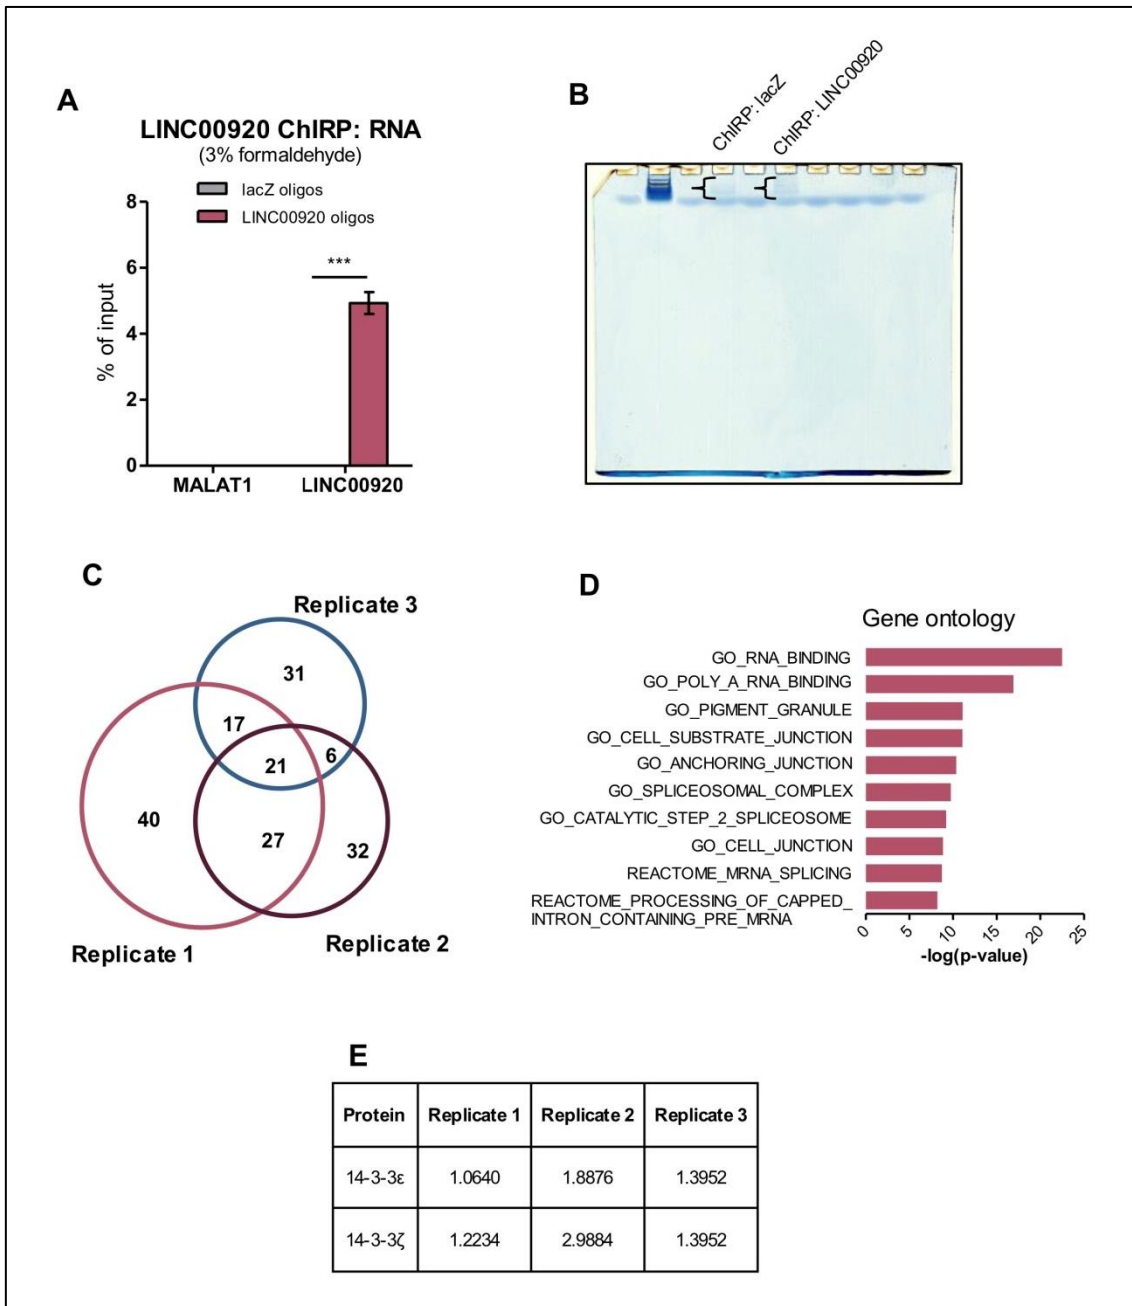 A
LINC00920 ChIRP: RNA
(3% formaldehyde)
lacZ oligos
LINC00920 oligos
***
% of input
8
6
4
2
0
MALAT1
LINC00920
B
ChIRP: lacZ
ChIRP: LINC00920
C
Replicate 3
31
17
21
6
40
27
32
Replicate 1
Replicate 2
D
Gene ontology
GO_RNA_BINDING
GO_POLY_A_RNA_BINDING
GO_PIGMENT_GRANULE
GO_CELL_SUBSTRATE_JUNCTION
GO_ANCHORING_JUNCTION
GO_SPLICEOSOMAL_COMPLEX
GO_CATALYTIC_STEP_2_SPLICEOSOME
GO_CELL_JUNCTION
REACTOME_MRNA_SPLICING
REACTOME_PROCESSING_OF_CAPPED_
INTRON_CONTAINING_PRE_MRNA
0 5 10 15 20 25
-log(p-value)
E
Protein Replicate 1 Replicate 2 Replicate 3
14-3-3ε 1.0640 1.8876 1.3952
14-3-3ζ 1.2234 2.9884 1.3952